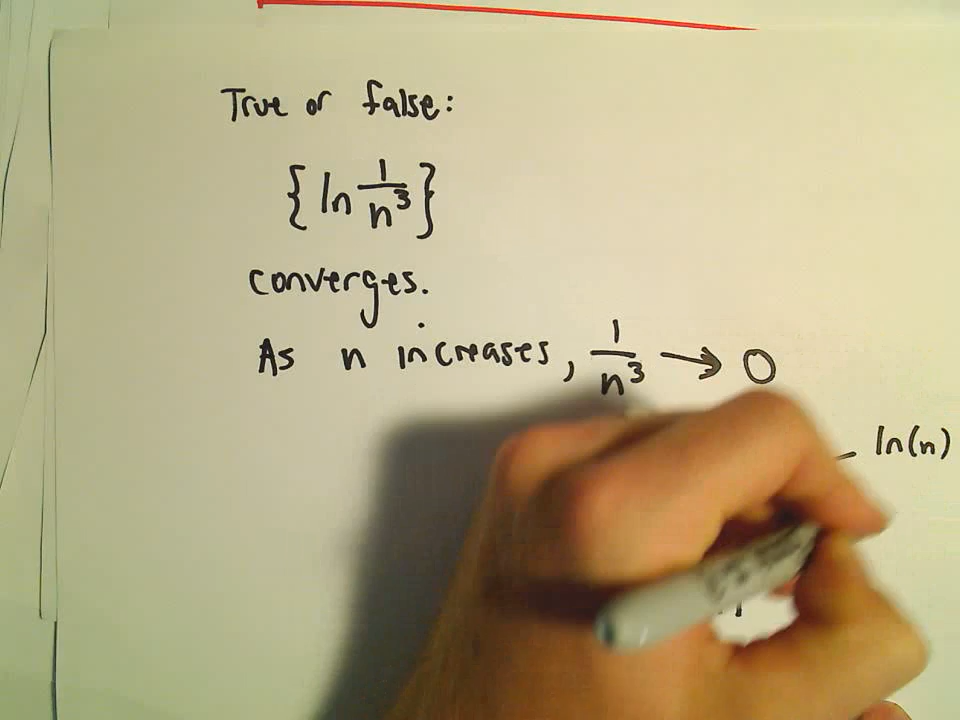 True or false:
{ln 1/n³}
converges.
As n increases, 1/n³ → 0
ln(n)